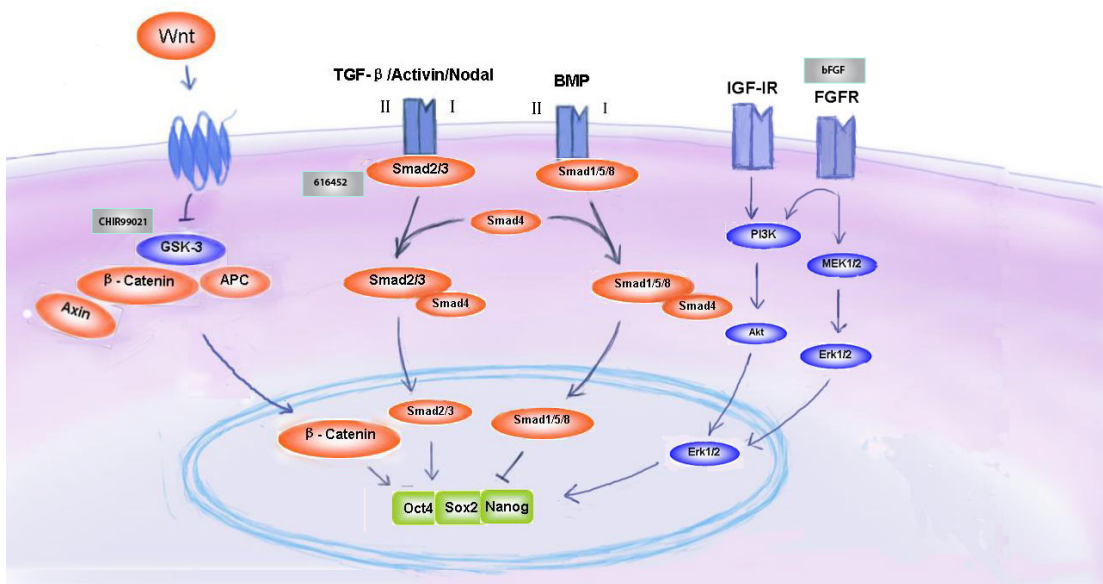 Wnt
TGF-β/Activin/Nodal
II
I
BMP
II
I
IGF-IR
bFGF
FGFR
Smad2/3
616452
Smad1/5/8
CHIR99021
GSK-3
β-Catenin
APC
Axin
Smad4
Smad2/3
Smad4
Smad1/5/8
Smad4
PI3K
MEK1/2
Akt
Erk1/2
β-Catenin
Smad2/3
Smad1/5/8
Erk1/2
Oct4 Sox2 Nanog